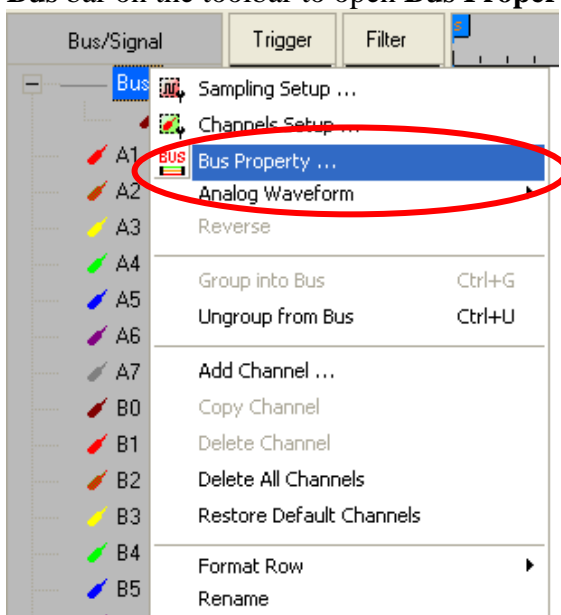 Bus bar on the toolbar to open Bus Proper
Bus/Signal Trigger Filter S
Bus
Sampling Setup ...
Channels Setup ...
A1 BUS Bus Property ...
A2 Analog Waveform
A3 Reverse
A4
Group into Bus Ctrl+G
A5
Ungroup from Bus Ctrl+U
A6
A7 Add Channel ...
B0 Copy Channel
B1 Delete Channel
B2 Delete All Channels
B3 Restore Default Channels
B4
Format Row
B5
Rename